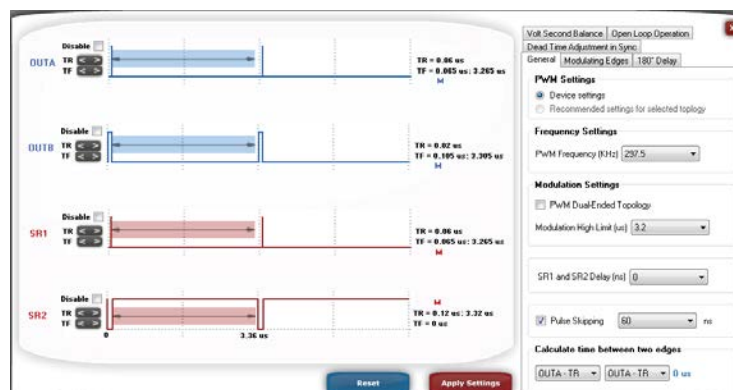 Disable
OUTA
TR < >
TF < >
TR = 0.06 us
TF = 0.065 us: 3.265 us
M
Disable
OUTB
TR < >
TF < >
TR = 0.02 us
TF = 0.105 us: 3.305 us
M
Disable
SR1
TR < >
TF < >
TR = 0.06 us
TF = 0.065 us: 3.265 us
M
Disable
SR2
TR < >
TF < >
M
TR = 0.12 us: 3.32 us
TF = 0 us
0
3.36 us
Reset
Apply Settings
X
Volt Second Balance
Open Loop Operation
Dead Time Adjustment in Sync
General
Modulating Edges
180° Delay
PWM Settings
Device settings
Recommended settings for selected toplogy
Frequency Settings
PWM Frequency (KHz) 297.5
Modulation Settings
PWM Dual-Ended Topology
Modulation High Limit (us) 3.2
SR1 and SR2 Delay (ns) 0
Pulse Skipping 60 ns
Calculate time between two edges
OUTA - TR OUTA - TR 0 us